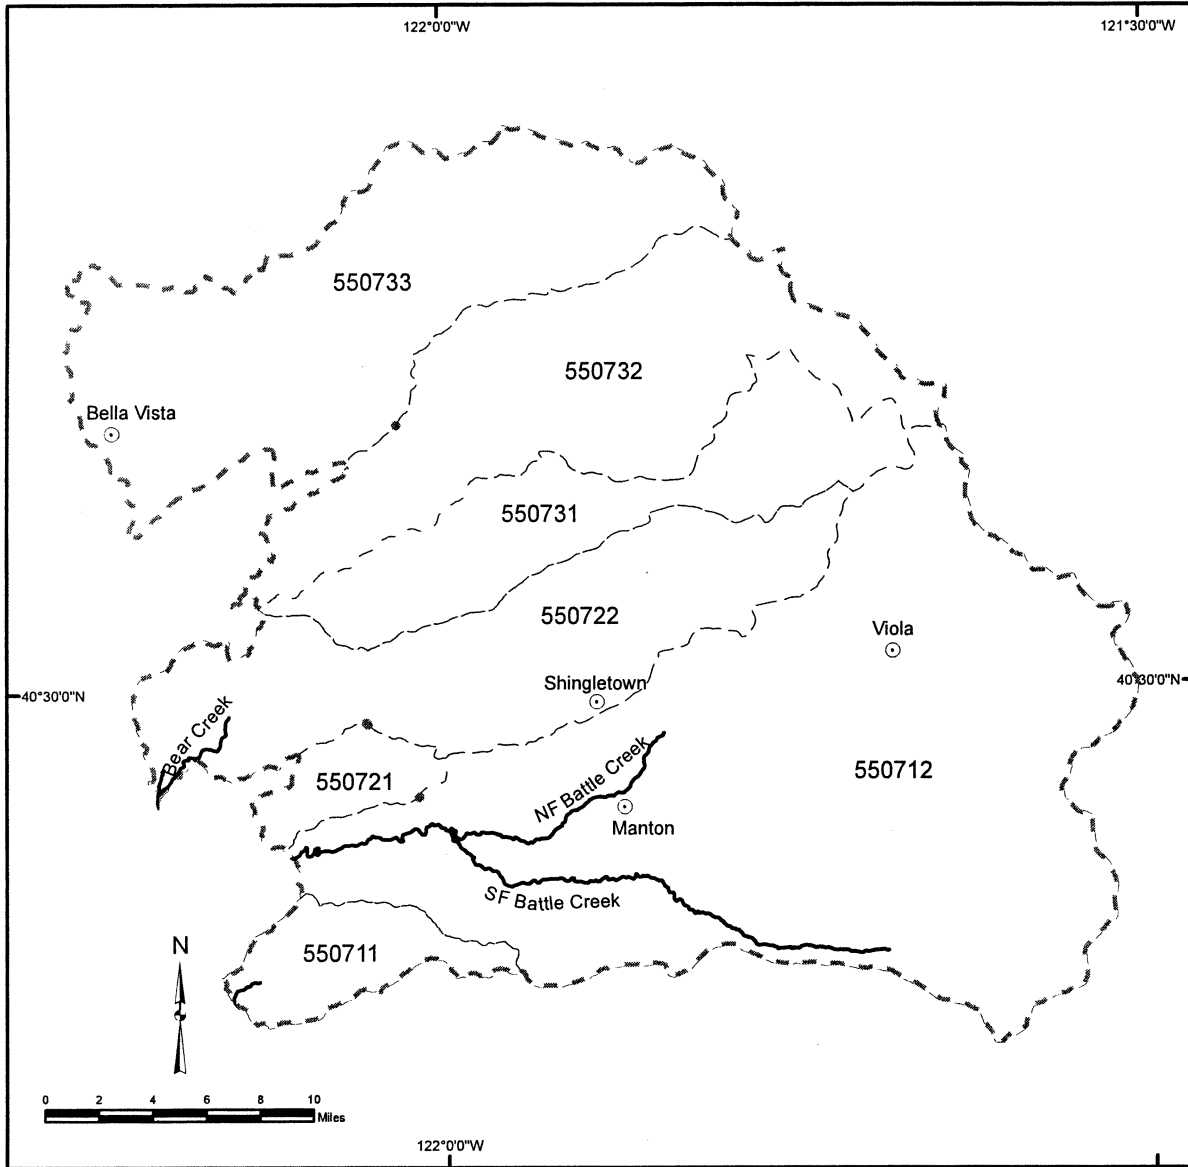 122°0'0"W
121°30'0"W
550733
550732
Bella Vista
550731
550722
Viola
Shingletown
40°30'0"N
40°30'0"N
Bear Creek
NF Battle Creek
550721
550712
Manton
SF Battle Creek
N
550711
0 2 4 6 8 10
Miles
122°0'0"W